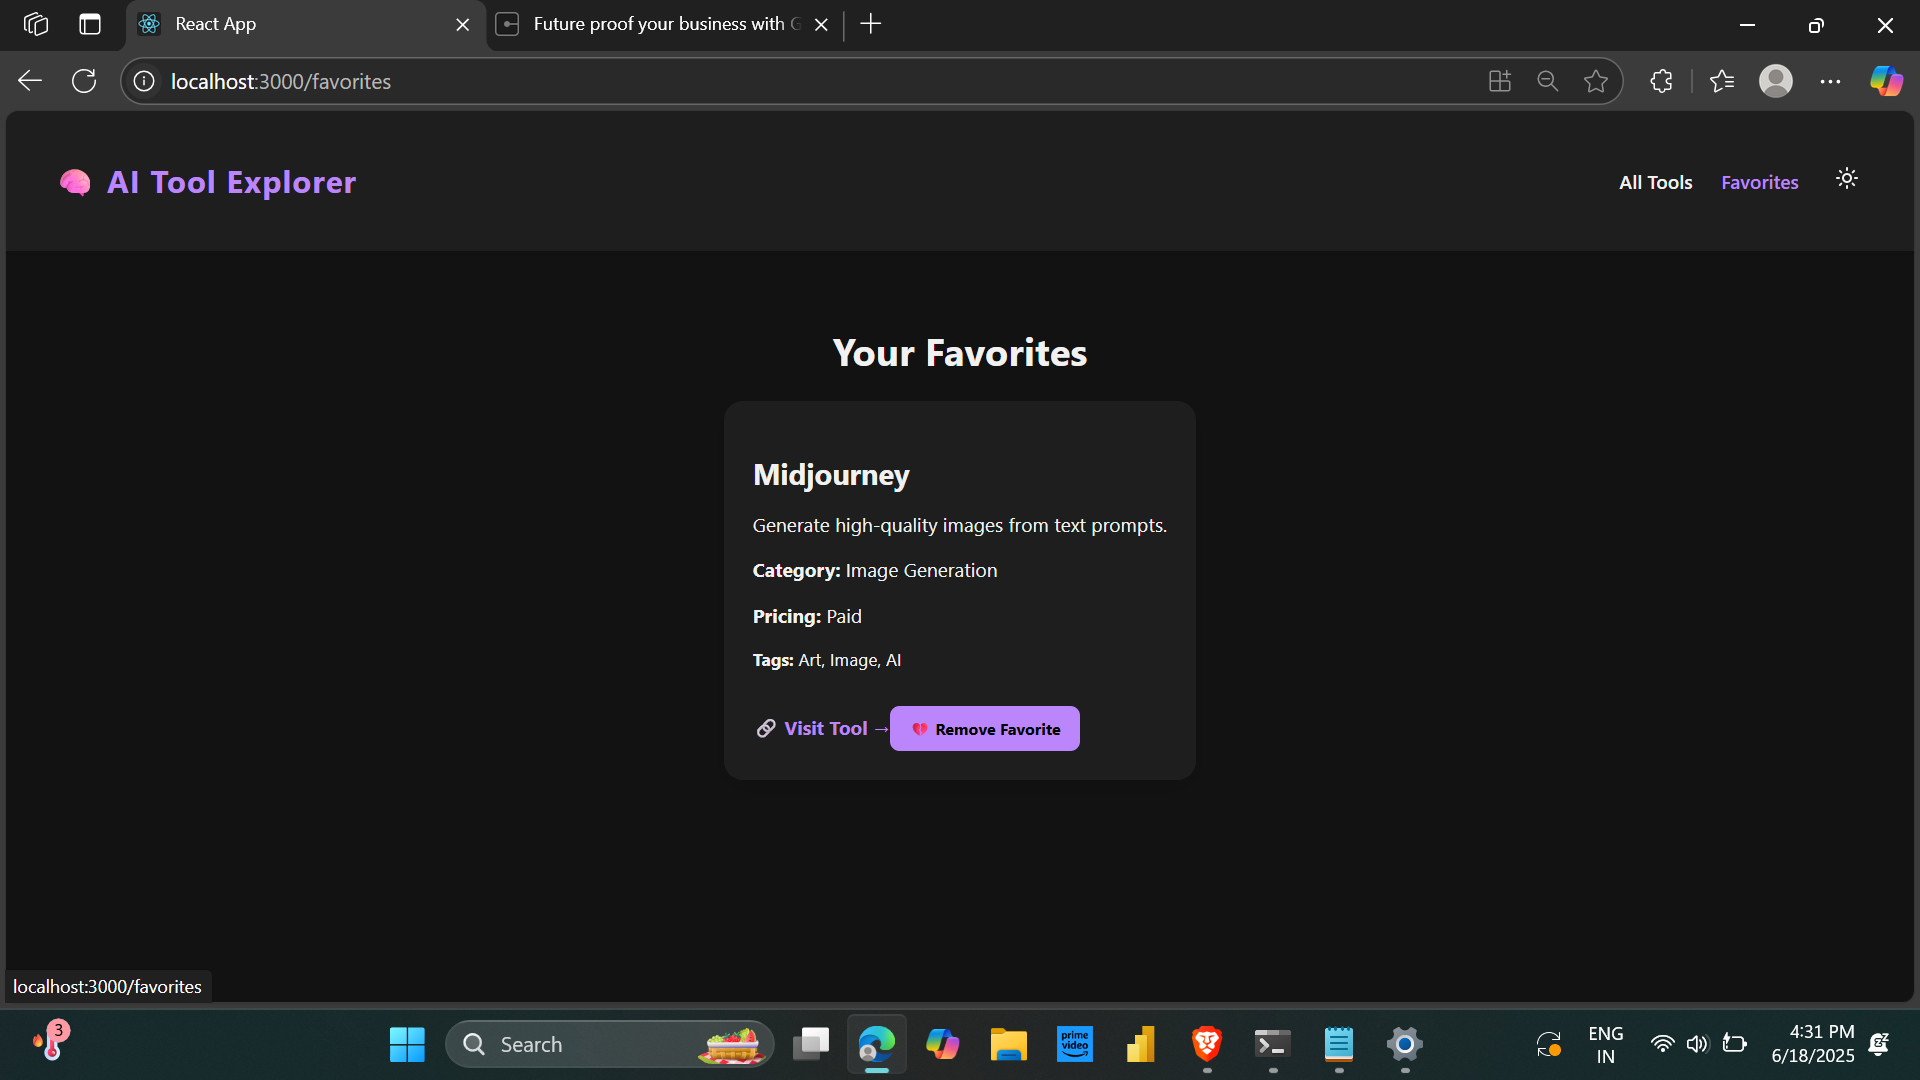 React App
Future proof your business with G
localhost:3000/favorites
AI Tool Explorer
All Tools
Favorites
Your Favorites
Midjourney
Generate high-quality images from text prompts.
Category: Image Generation
Pricing: Paid
Tags: Art, Image, AI
🔗 Visit Tool →
💔 Remove Favorite
localhost:3000/favorites
3
Search
prime video
ENG
IN
4:31 PM
6/18/2025